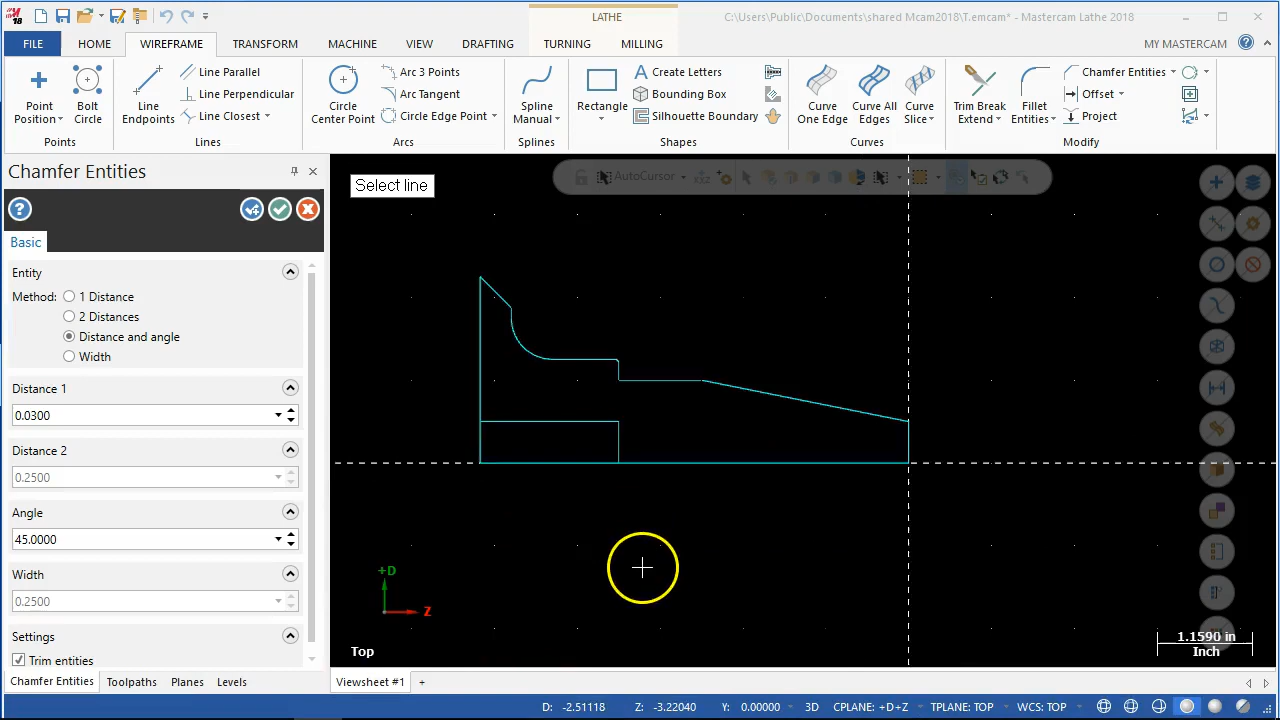 18
LATHE
C:\Users\Public\Documents\shared Mcam2018\T.emcam* - Mastercam Lathe 2018
FILE HOME WIREFRAME TRANSFORM MACHINE VIEW DRAFTING TURNING MILLING MY MASTERCAM
Point Position
Bolt Circle
Points
Line Endpoints
Line Parallel
Line Perpendicular
Line Closest
Lines
Circle Center Point
Arc 3 Points
Arc Tangent
Circle Edge Point
Arcs
Spline Manual
Splines
Rectangle
Create Letters
Bounding Box
Silhouette Boundary
Shapes
Curve One Edge
Curve All Edges
Curve Slice
Curves
Trim Break Extend
Fillet Entities
Chamfer Entities
Offset
Project
Modify
Chamfer Entities
Basic
Entity
Method: 1 Distance
2 Distances
Distance and angle
Width
Distance 1
0.0300
Distance 2
0.2500
Angle
45.0000
Width
0.2500
Settings
Trim entities
Chamfer Entities Toolpaths Planes Levels
Select line
AutoCursor
XYZ
+D
Z
Top
1.1590 in
Inch
Viewsheet #1 +
D: -2.51118 Z: -3.22040 Y: 0.00000 3D CPLANE: +D+Z TPLANE: TOP WCS: TOP